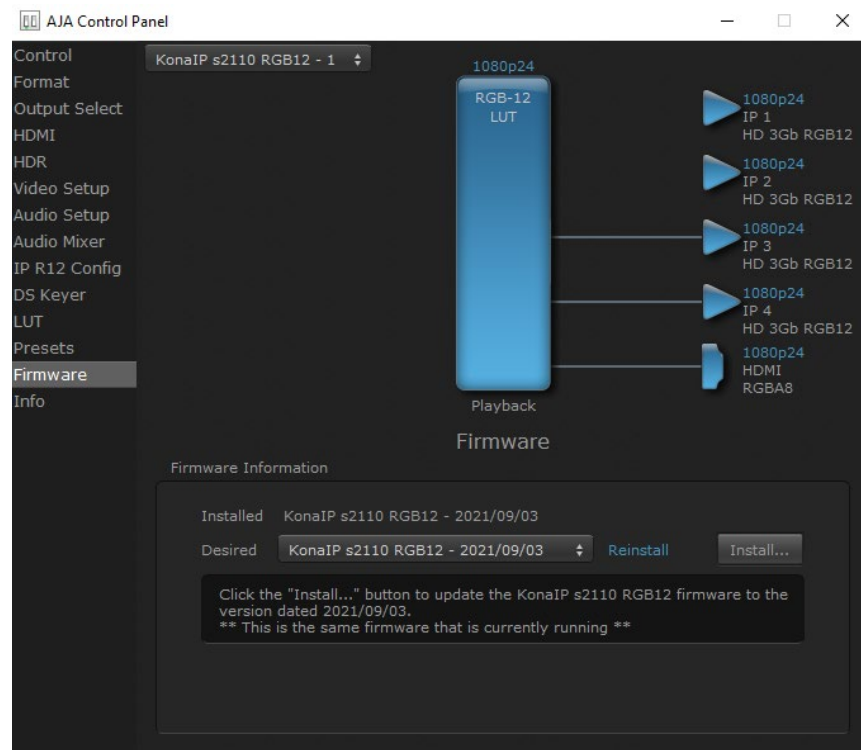 AJA Control Panel
Control
Format
Output Select
HDMI
HDR
Video Setup
Audio Setup
Audio Mixer
IP R12 Config
DS Keyer
LUT
Presets
Firmware
Info
KonaIP s2110 RGB12 - 1
1080p24
RGB-12
LUT
Playback
1080p24
IP 1
HD 3Gb RGB12
1080p24
IP 2
HD 3Gb RGB12
1080p24
IP 3
HD 3Gb RGB12
1080p24
IP 4
HD 3Gb RGB12
1080p24
HDMI
RGBA8
Firmware
Firmware Information
Installed KonaIP s2110 RGB12 - 2021/09/03
Desired KonaIP s2110 RGB12 - 2021/09/03 Reinstall Install...
Click the "Install..." button to update the KonaIP s2110 RGB12 firmware to the
version dated 2021/09/03.
** This is the same firmware that is currently running **